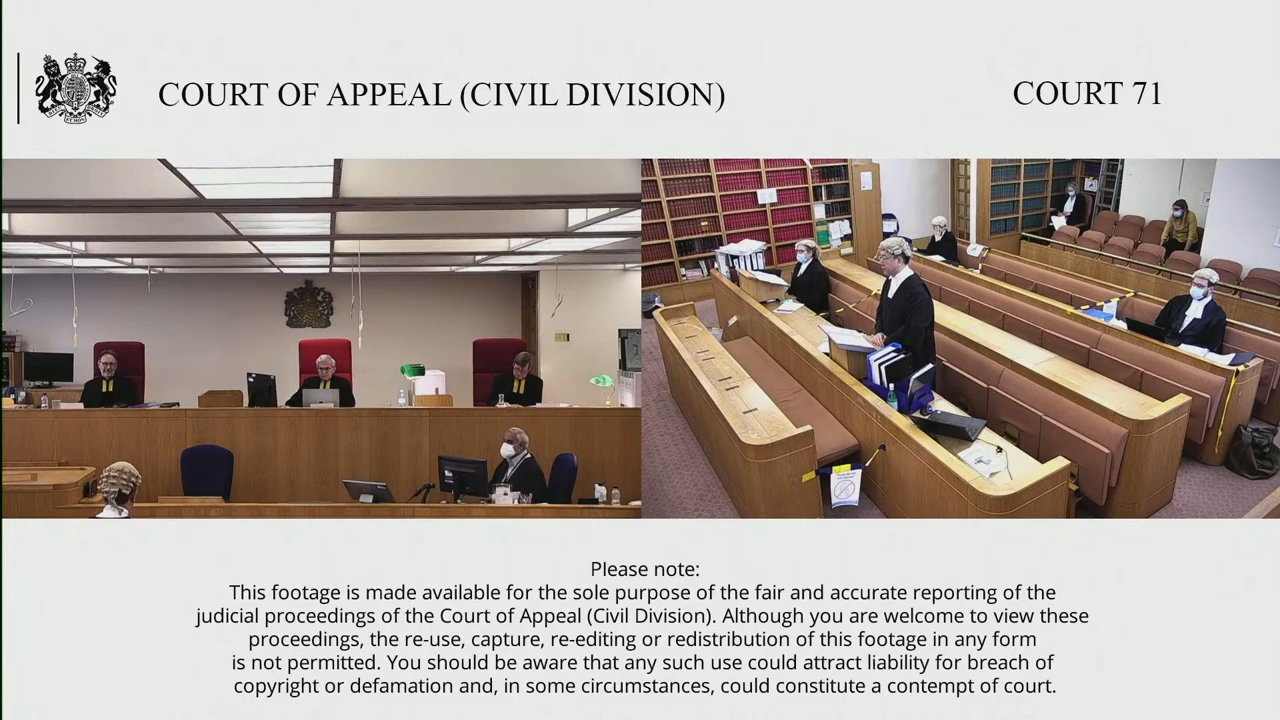 COURT OF APPEAL (CIVIL DIVISION)
COURT 71
Please note:
This footage is made available for the sole purpose of the fair and accurate reporting of the
judicial proceedings of the Court of Appeal (Civil Division). Although you are welcome to view these
proceedings, the re-use, capture, re-editing or redistribution of this footage in any form
is not permitted. You should be aware that any such use could attract liability for breach of
copyright or defamation and, in some circumstances, could constitute a contempt of court.